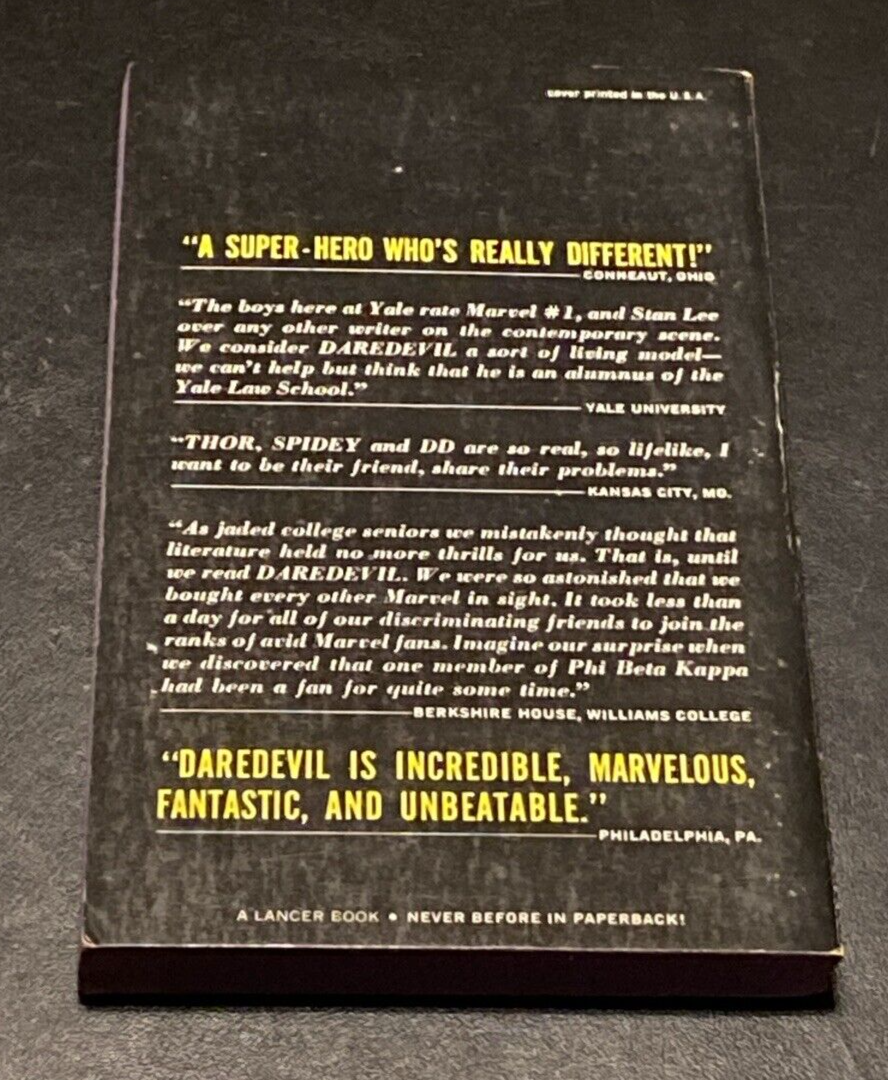 cover printed in the U.S.A.
“A SUPER-HERO WHO'S REALLY DIFFERENT!”
CONNEAUT, OHIO
“The boys here at Yale rate Marvel #1, and Stan Lee
over any other writer on the contemporary scene.
We consider DAREDEVIL a sort of living model—
we can't help but think that he is an alumnus of the
Yale Law School.”
YALE UNIVERSITY
“THOR, SPIDEY and DD are so real, so lifelike, I
want to be their friend, share their problems.”
KANSAS CITY, MO.
“As jaded college seniors we mistakenly thought that
literature held no more thrills for us. That is, until
we read DAREDEVIL. We were so astonished that we
bought every other Marvel in sight. It took less than
a day for all of our discriminating friends to join the
ranks of avid Marvel fans. Imagine our surprise when
we discovered that one member of Phi Beta Kappa
had been a fan for quite some time.”
BERKSHIRE HOUSE, WILLIAMS COLLEGE
“DAREDEVIL IS INCREDIBLE, MARVELOUS,
FANTASTIC, AND UNBEATABLE.”
PHILADELPHIA, PA.
A LANCER BOOK • NEVER BEFORE IN PAPERBACK!